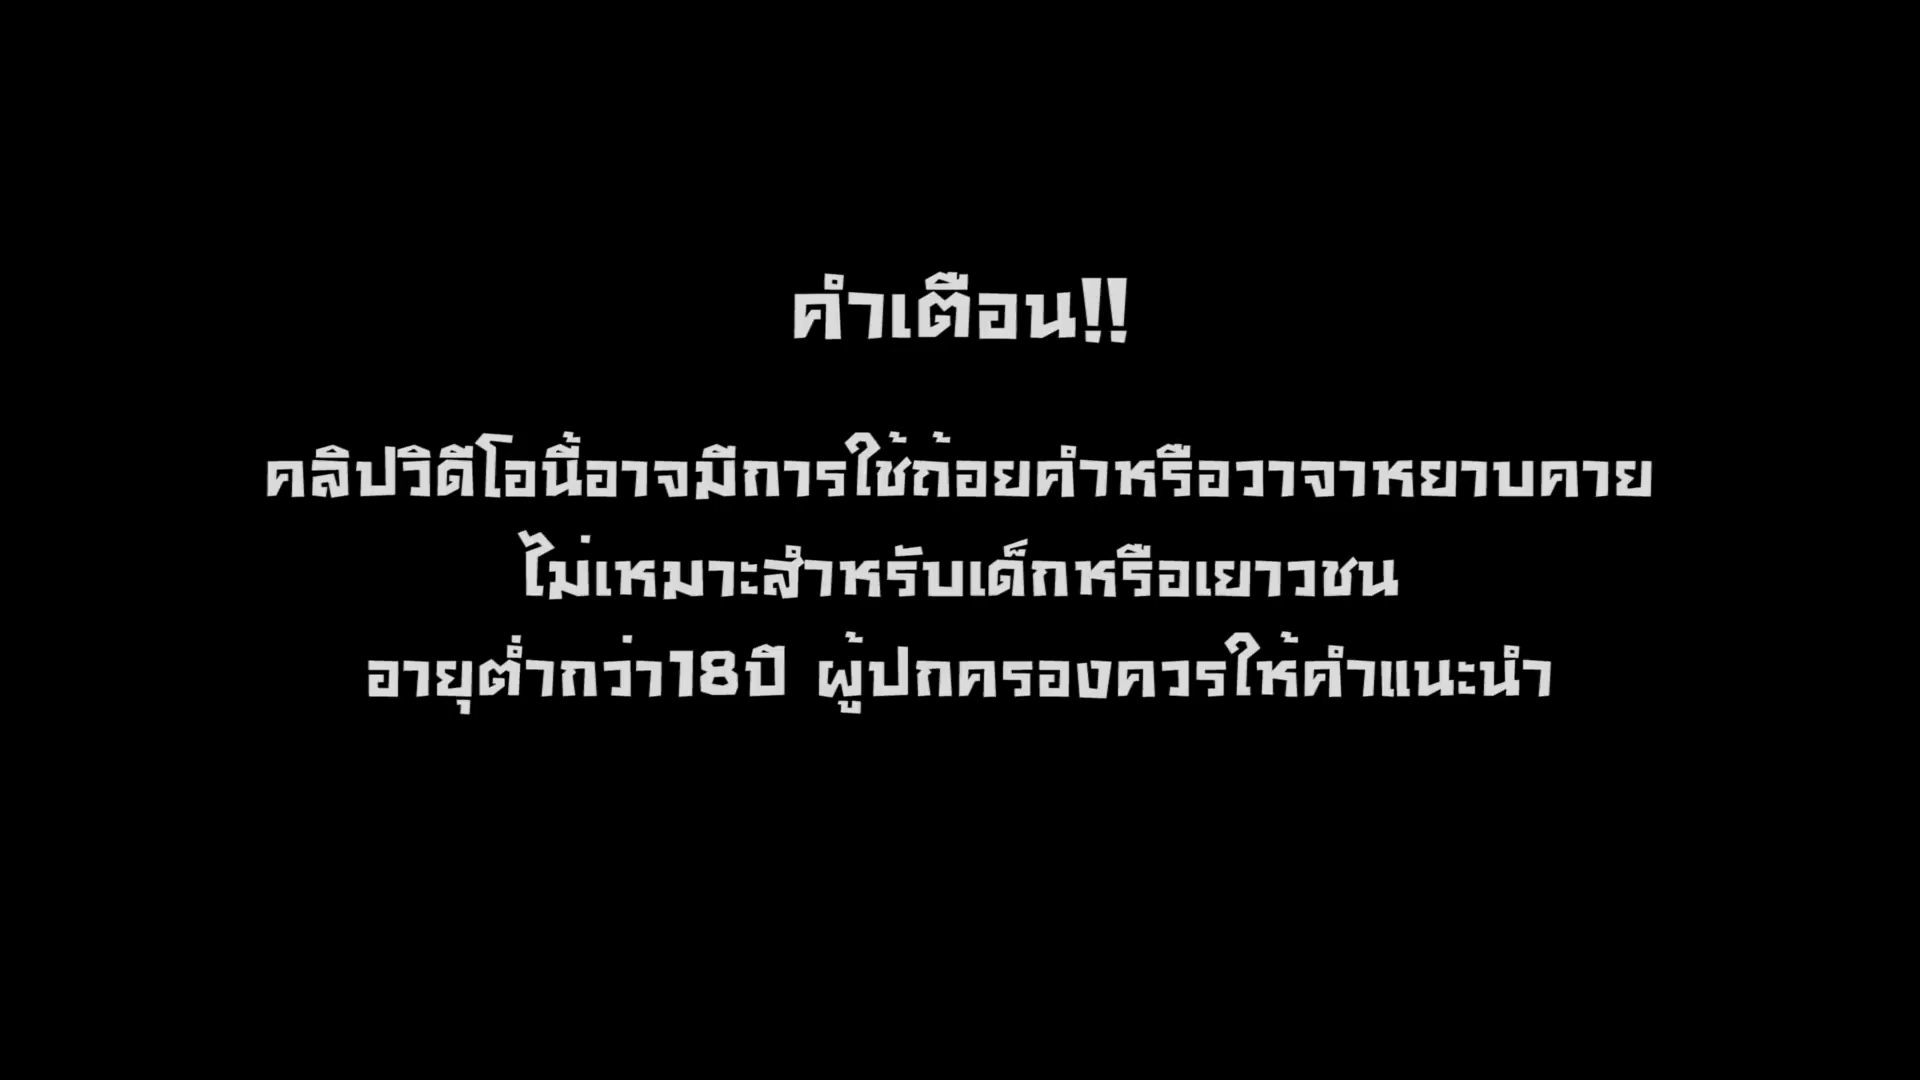 คำเตือน!!
คลิปวิดีโอนี้อาจมีการใช้ถ้อยคำหรือวาจาหยาบคาย
ไม่เหมาะสำหรับเด็กหรือเยาวชน
อายุต่ำกว่า18ปี ผู้ปกครองควรให้คำแนะนำ